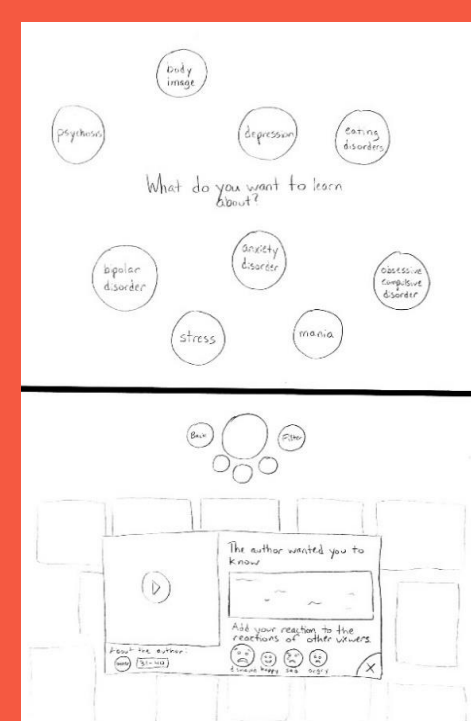 body
image
psychosis
depression
eating
disorders
What do you want to learn
about?
bipolar
disorder
anxiety
disorder
obsessive
compulsive
disorder
stress
mania
Back
Filter
The author wanted you to
know
Add your reaction to the
reactions of other viewers.
About the author:
31-40
happy
sad
angry
X